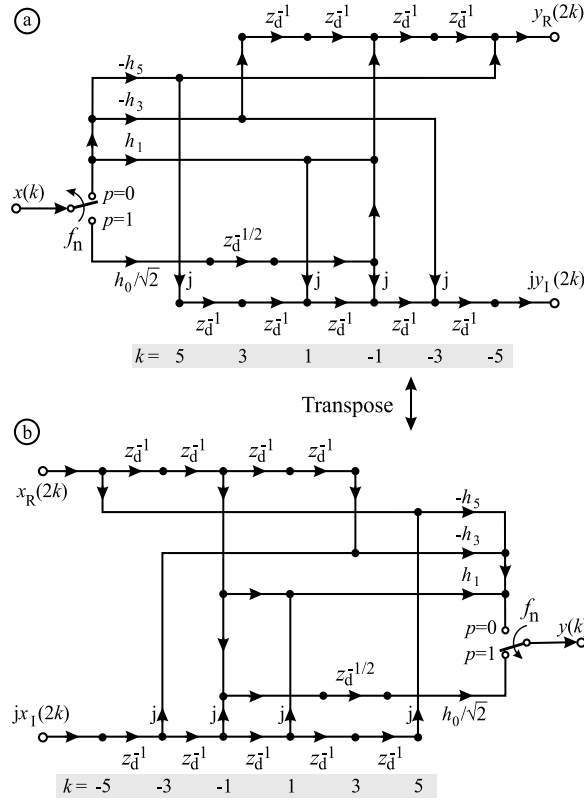 a
z_d^-1 z_d^-1 z_d^-1 z_d^-1 y_R(2k)
-h_5
-h_3
h_1
x(k) p=0
p=1
f_n z_d^-1/2
h_0/√2 j j j j
jy_I(2k)
z_d^-1 z_d^-1 z_d^-1 z_d^-1 z_d^-1
k = 5 3 1 -1 -3 -5
Transpose
b
z_d^-1 z_d^-1 z_d^-1 z_d^-1
x_R(2k)
-h_5
-h_3
h_1
f_n
p=0 y(k)
p=1
z_d^-1/2
jx_I(2k) j j j j h_0/√2
z_d^-1 z_d^-1 z_d^-1 z_d^-1 z_d^-1
k = -5 -3 -1 1 3 5